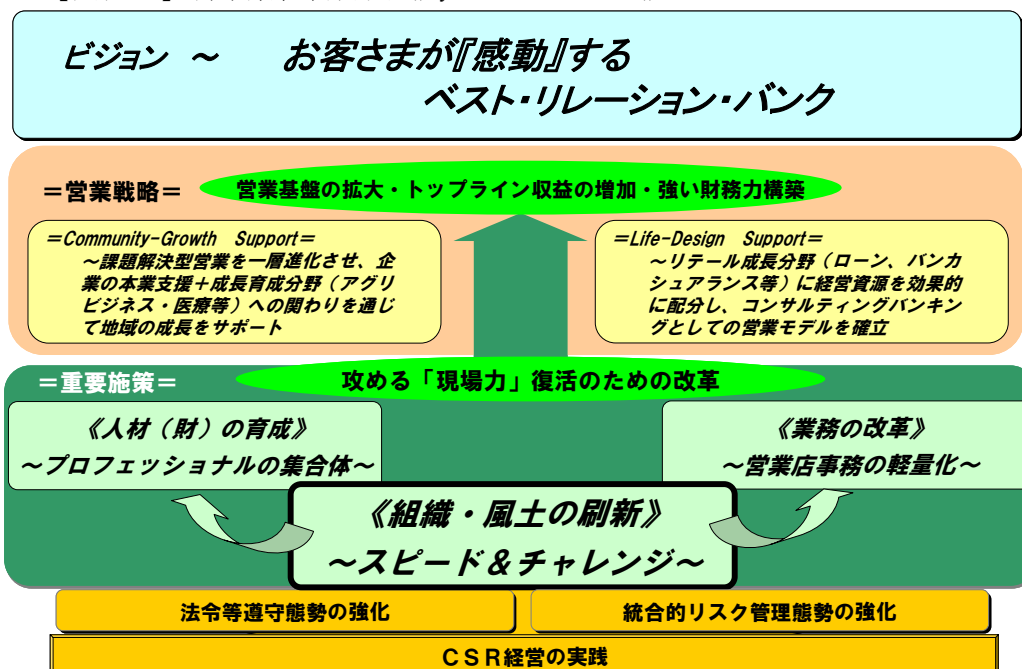 ビジョン ～ お客さまが『感動』する
ベスト・リレーション・バンク
＝営業戦略＝
営業基盤の拡大・トップライン収益の増加・強い財務力構築
＝Community-Growth Support＝
～課題解決型営業を一層進化させ、企
業の本業支援＋成長育成分野（アグリ
ビジネス・医療等）への関わりを通じ
て地域の成長をサポート
＝Life-Design Support＝
～リテール成長分野（ローン、バンカ
シュアランス等）に経営資源を効果的
に配分し、コンサルティングバンキン
グとしての営業モデルを確立
＝重要施策＝
攻める「現場力」復活のための改革
《人材（財）の育成》
～プロフェッショナルの集合体～
《業務の改革》
～営業店事務の軽量化～
《組織・風土の刷新》
～スピード＆チャレンジ～
法令等遵守態勢の強化
統合的リスク管理態勢の強化
ＣＳＲ経営の実践